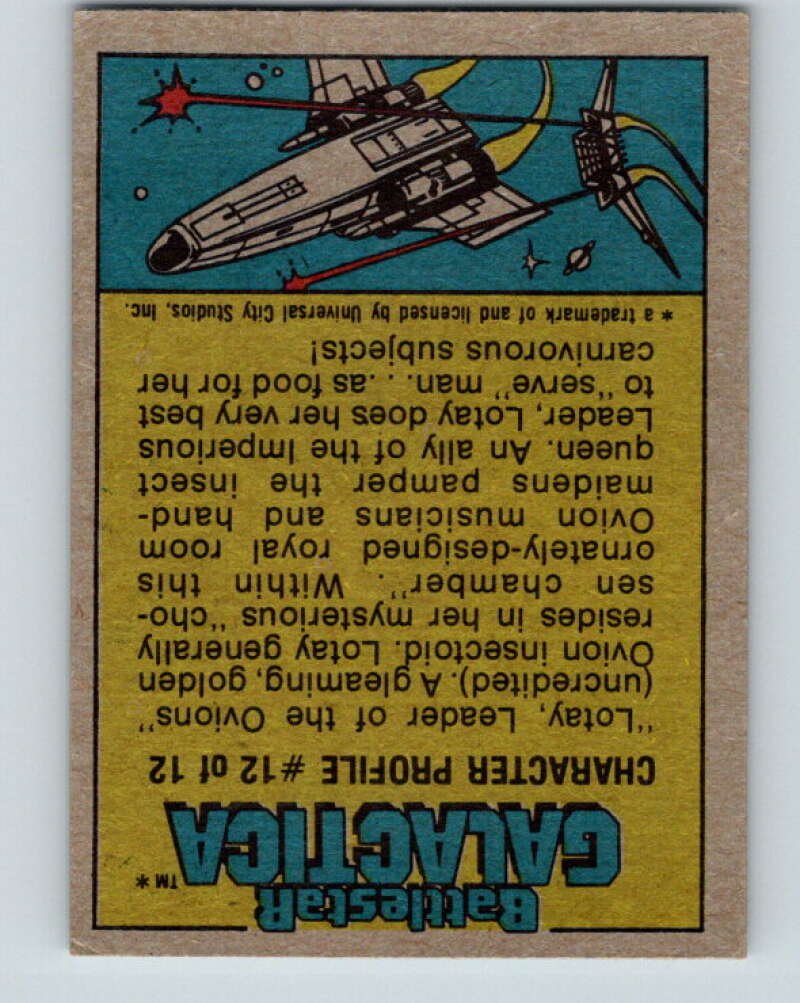 BattlestaR
GALACTICA
™*
CHARACTER PROFILE #12 of 12
"Lotay, Leader of the Ovions"
(uncredited). A gleaming, golden,
Ovion insectoid. Lotay generally
resides in her mysterious "cho-
sen chamber". Within this
ornately-designed royal room
Ovion musicians and hand-
maidens pamper the insect
queen. An ally of the Imperious
Leader, Lotay does her very best
to "serve" man. . .as food for her
carnivorous subjects!
* a trademark of and licensed by Universal City Studios, Inc.